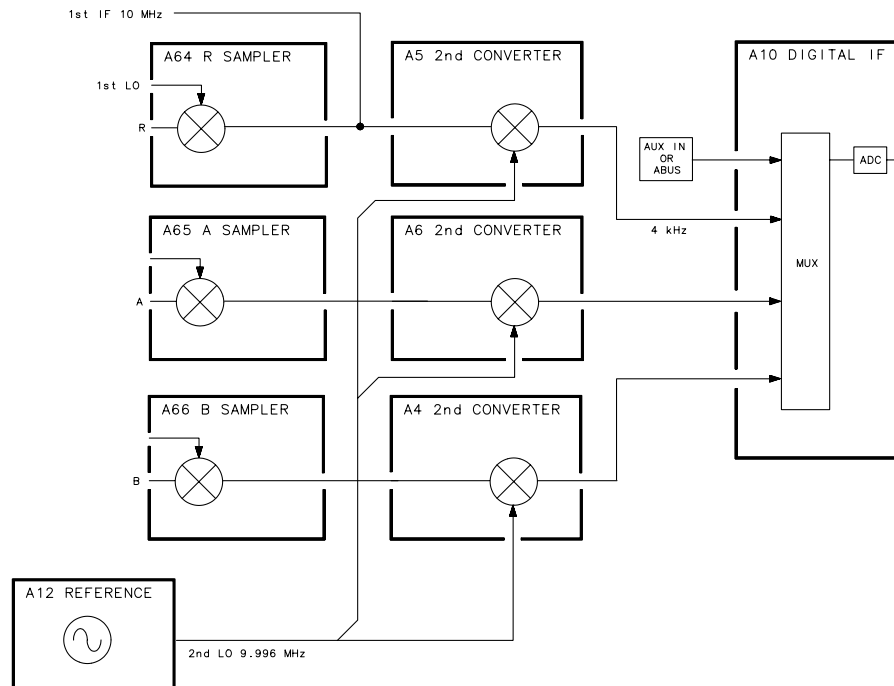 1st IF 10 MHz
A64 R SAMPLER
A5 2nd CONVERTER
A10 DIGITAL IF
1st LO
R
AUX IN
OR
ABUS
ADC
A65 A SAMPLER
A6 2nd CONVERTER
4 kHz
MUX
A
A66 B SAMPLER
A4 2nd CONVERTER
B
A12 REFERENCE
2nd LO 9.996 MHz